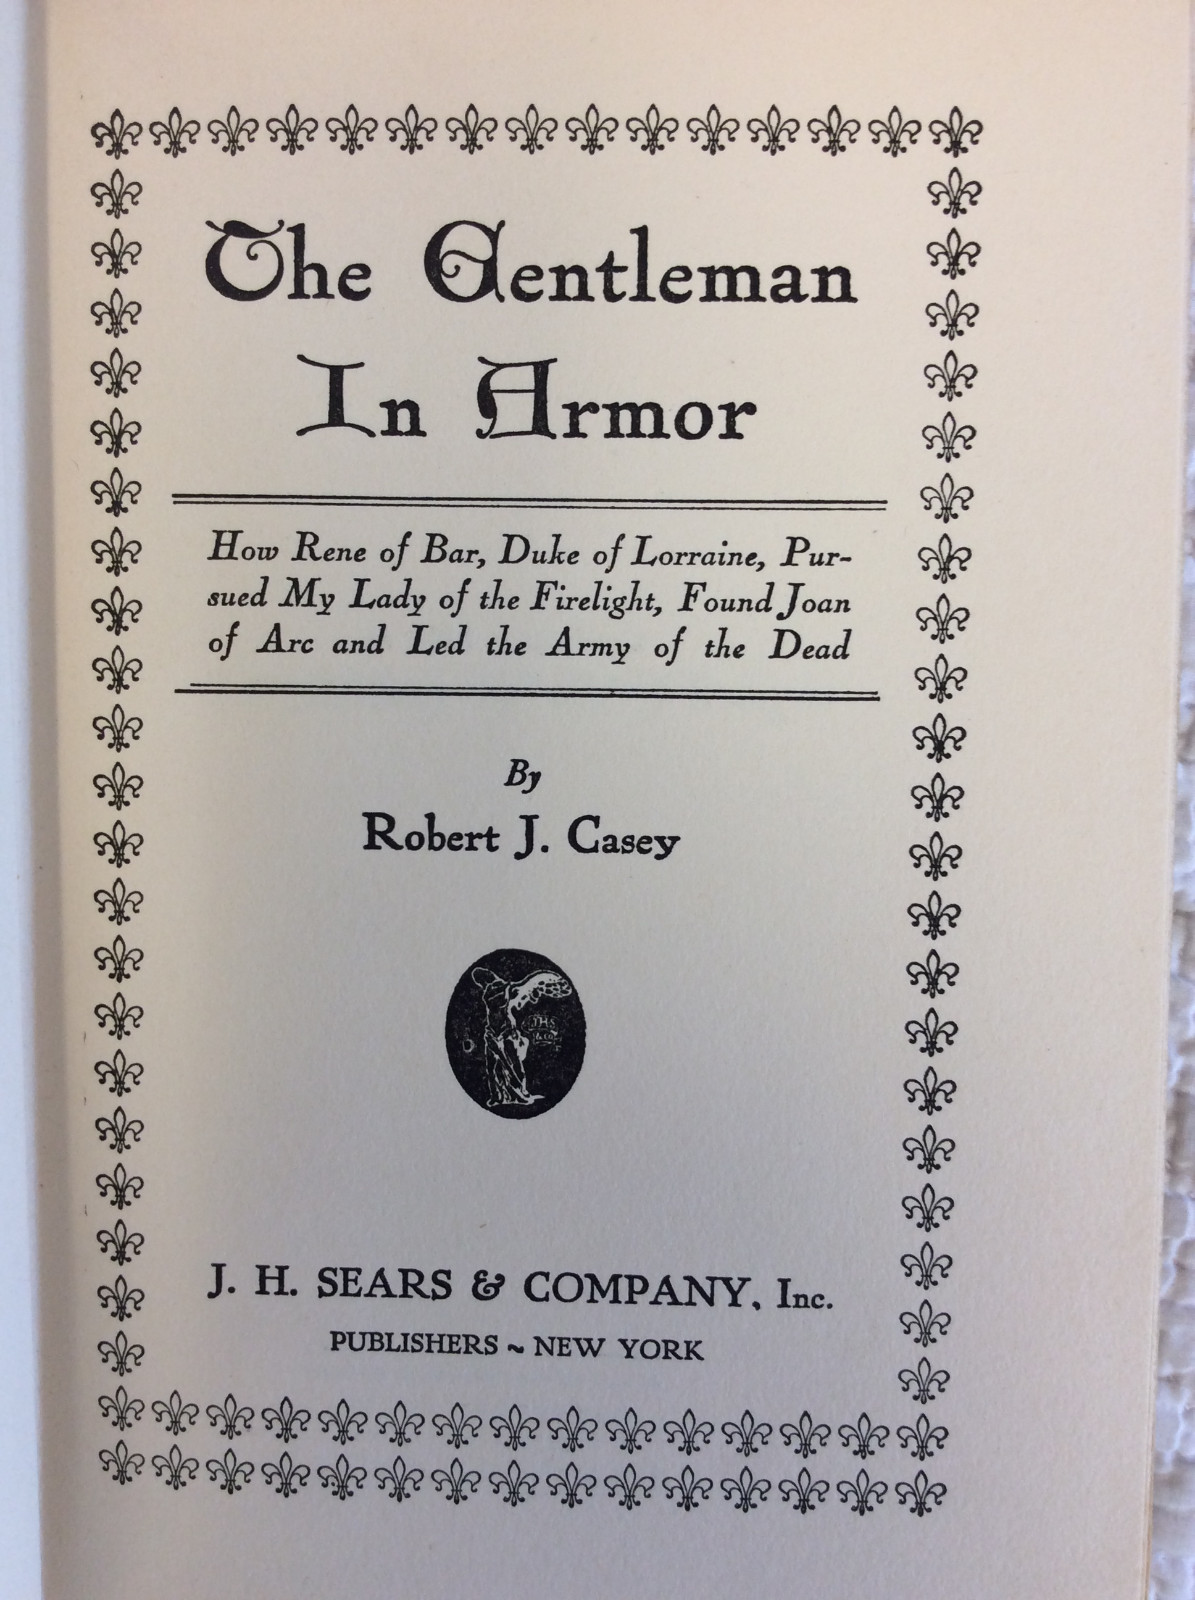 The Gentleman
In Armor
How Rene of Bar, Duke of Lorraine, Pur-
sued My Lady of the Firelight, Found Joan
of Arc and Led the Army of the Dead
By
Robert J. Casey
JHS
& CO.
J. H. SEARS & COMPANY, Inc.
PUBLISHERS ~ NEW YORK